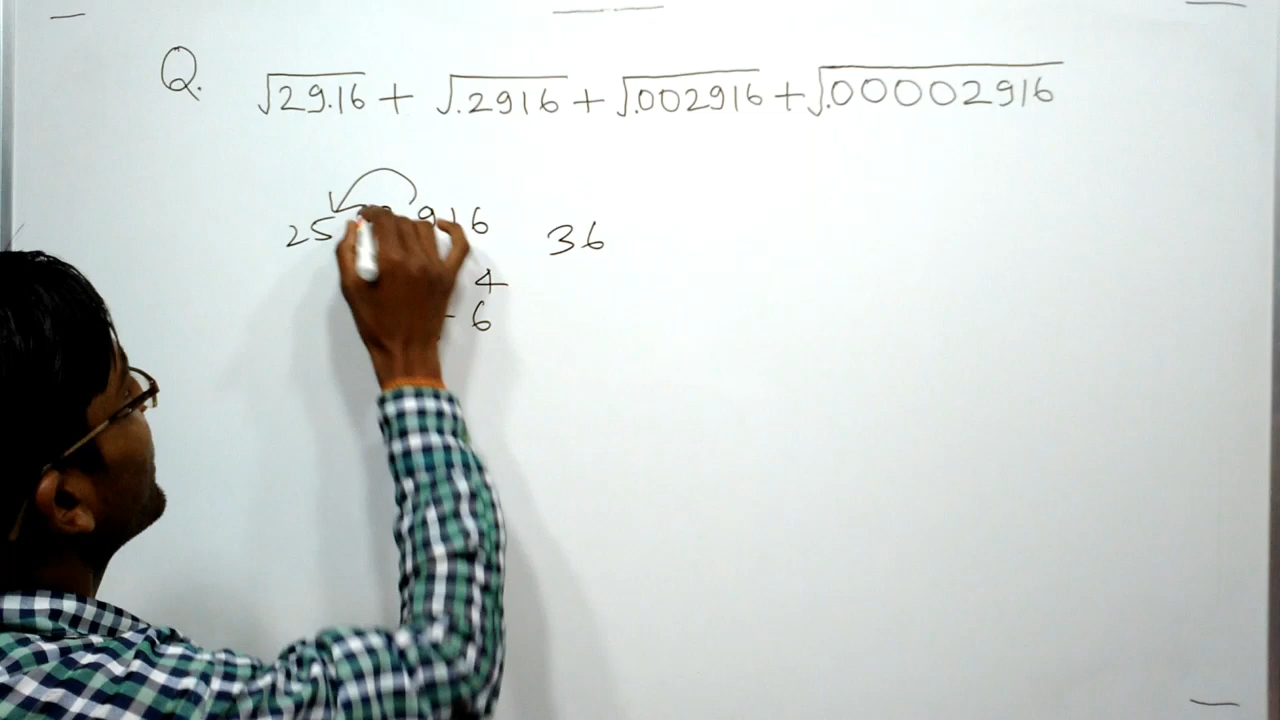 Q. √29.16 + √.2916 + √.002916 + √.00002916
25 916 36
4
- 6